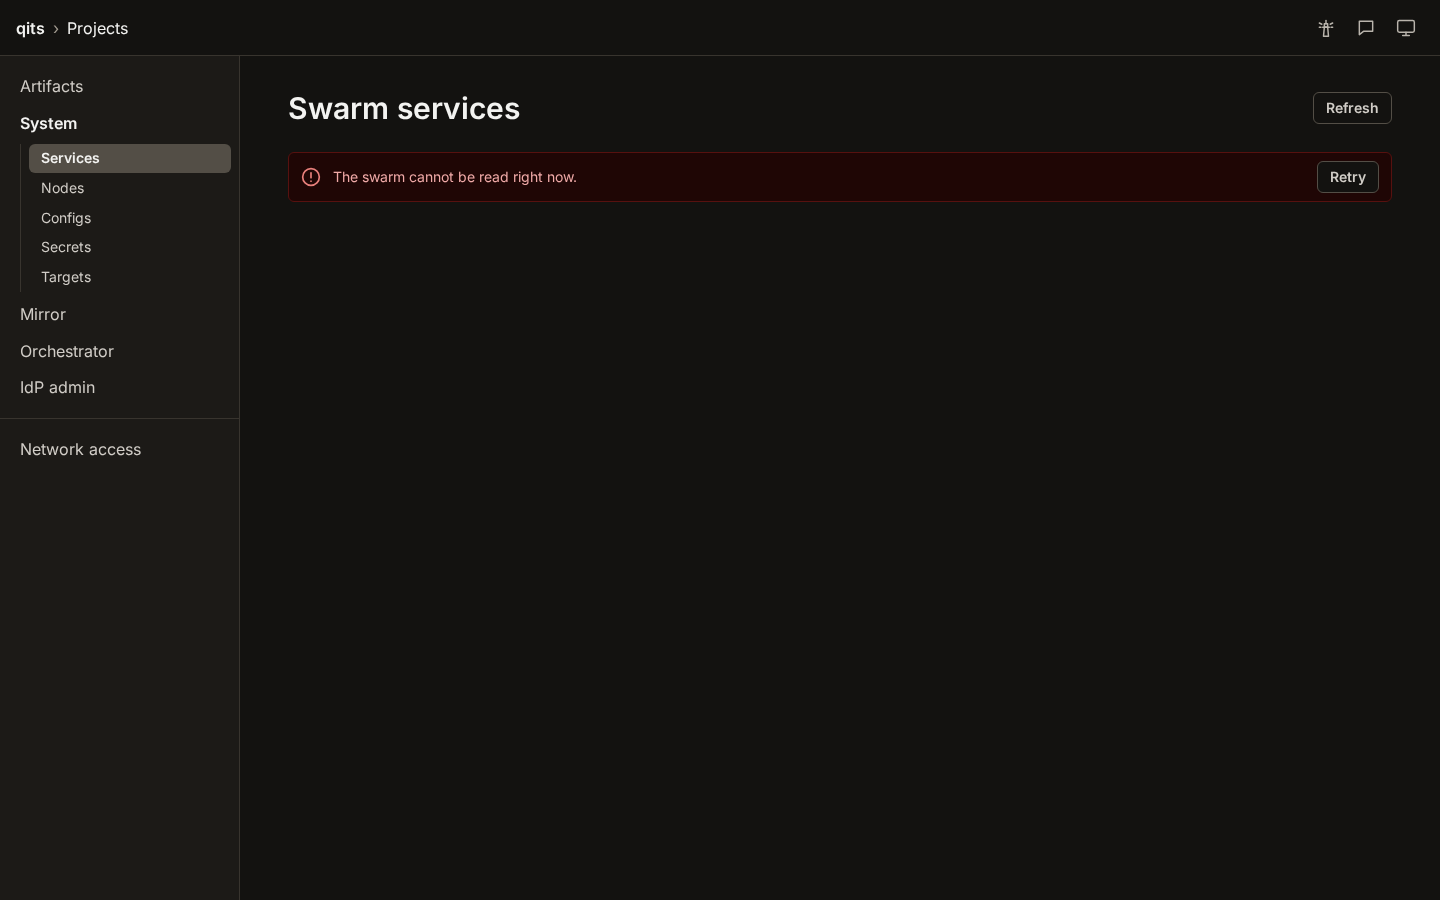 qits › Projects
Artifacts
System
Services
Nodes
Configs
Secrets
Targets
Mirror
Orchestrator
IdP admin
Network access
Swarm services
Refresh
The swarm cannot be read right now.
Retry